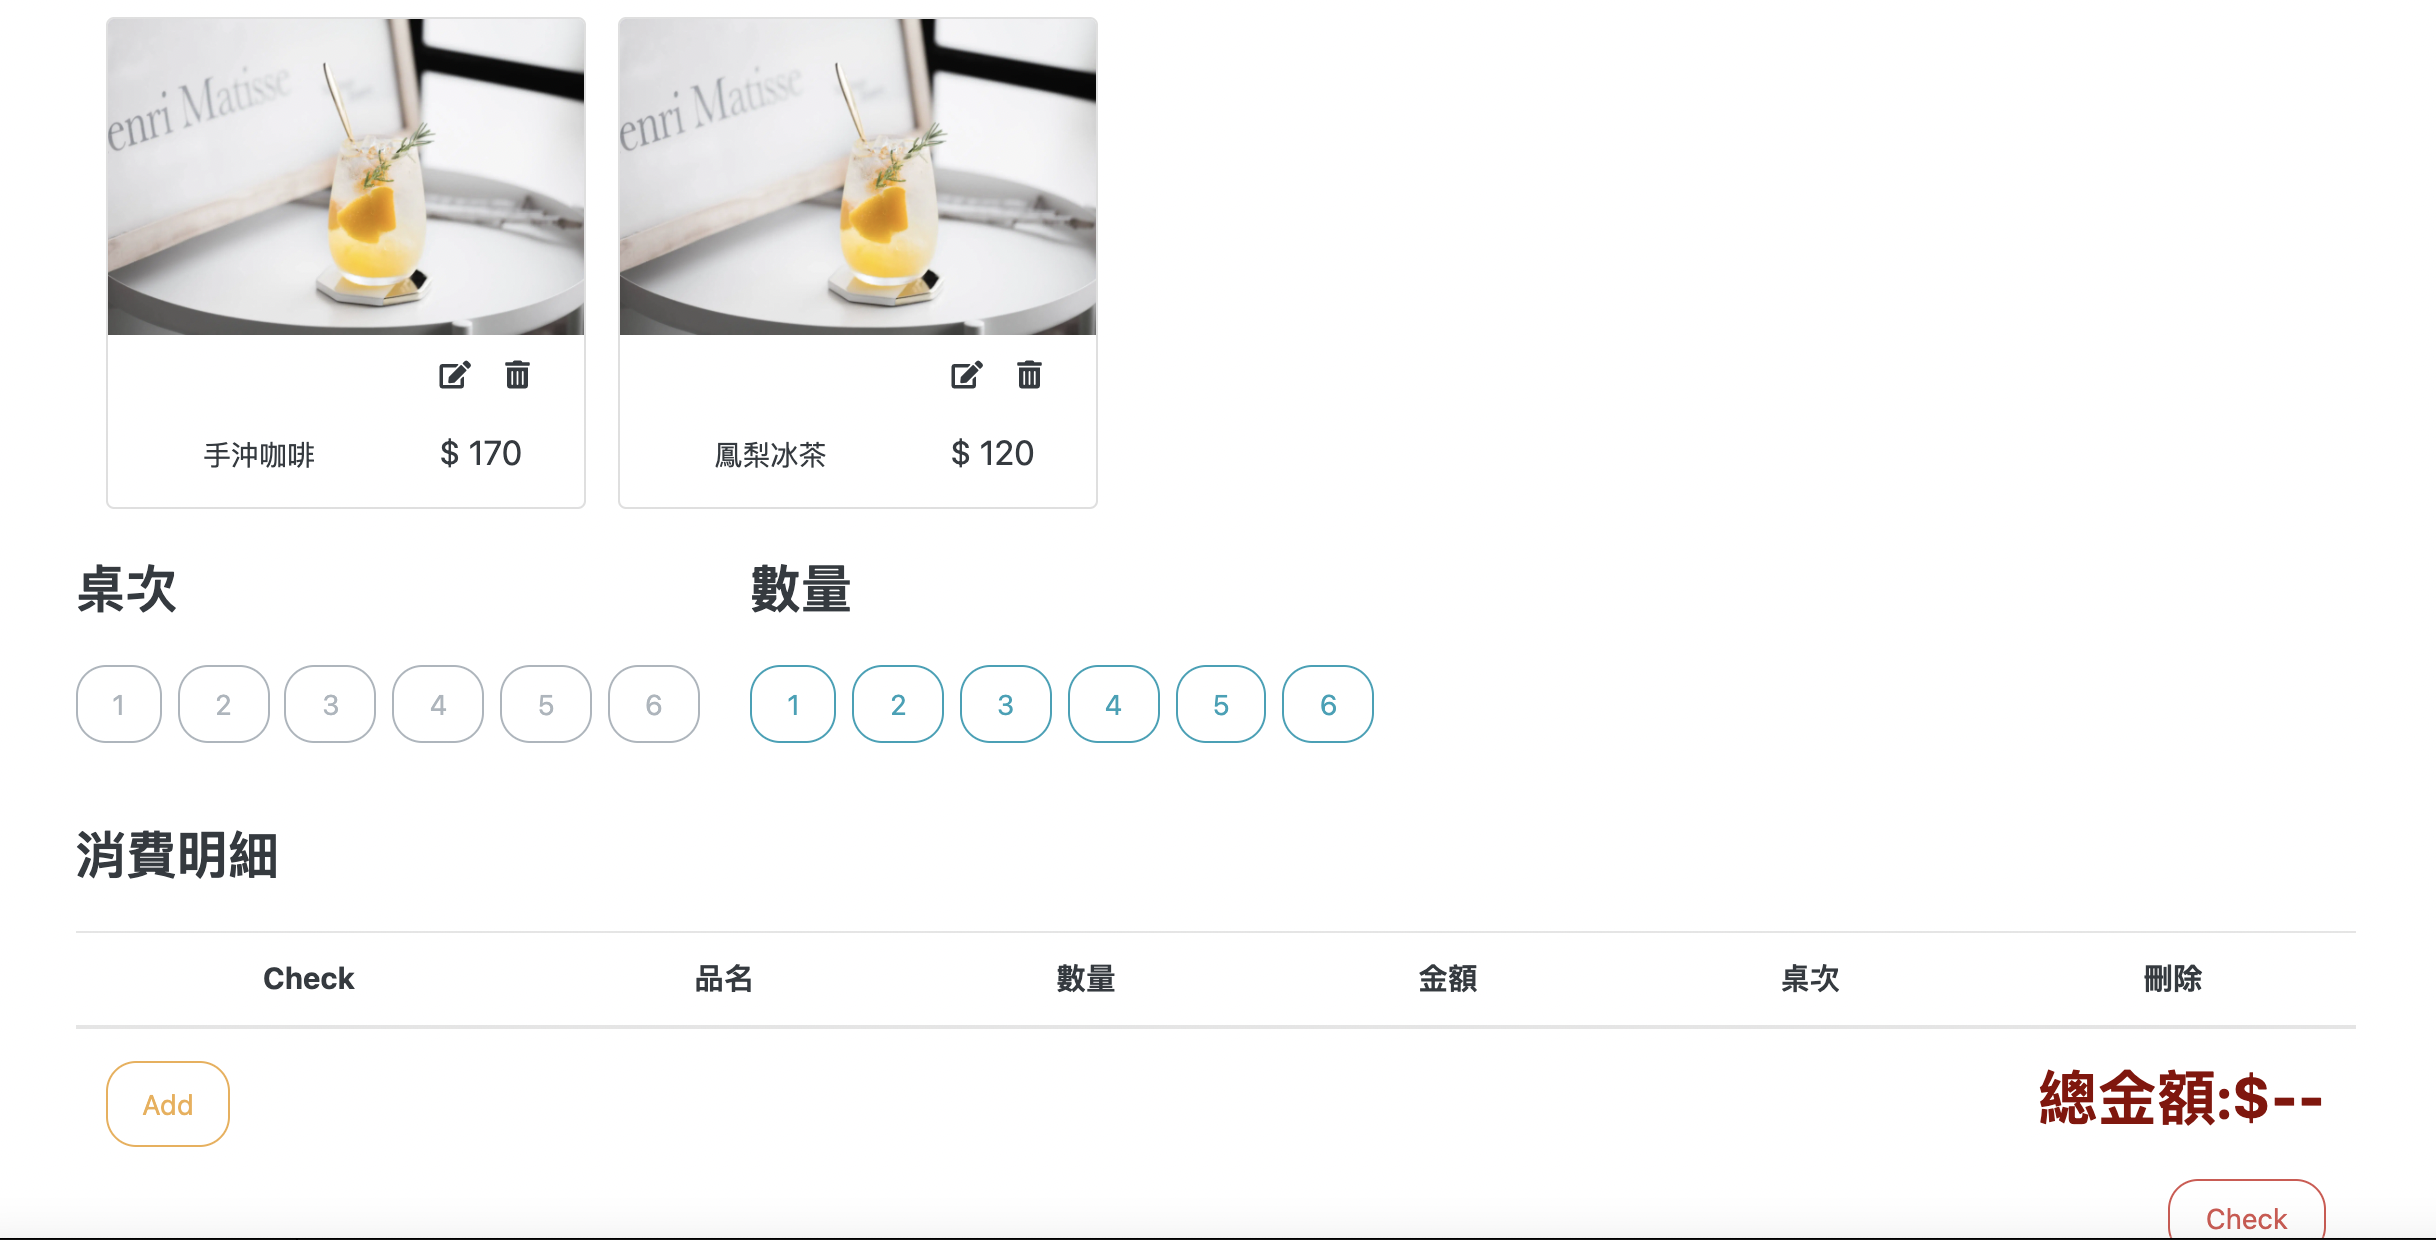 enri Matisse
enri Matisse
手沖咖啡 $ 170
鳳梨冰茶 $ 120
桌次
數量
1 2 3 4 5 6
1 2 3 4 5 6
消費明細
Check 品名 數量 金額 桌次 刪除
Add
總金額:$--
Check